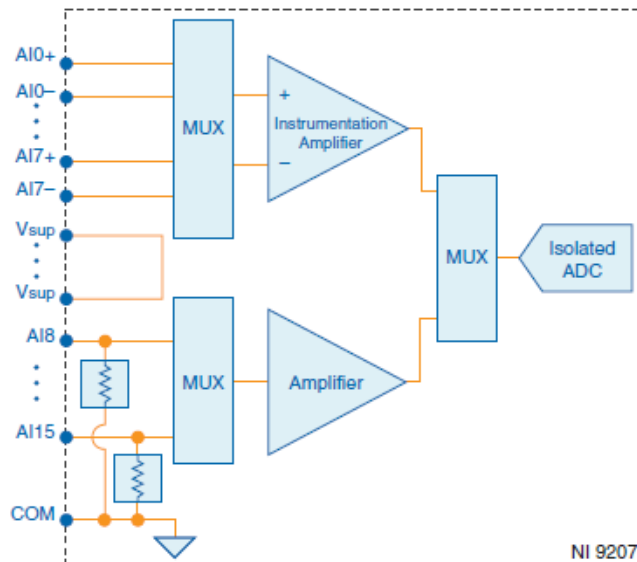 AI0+
AI0−
AI7+
AI7−
Vsup
Vsup
AI8
AI15
COM
MUX
+
Instrumentation
Amplifier
−
MUX
Amplifier
MUX
Isolated
ADC
NI 9207